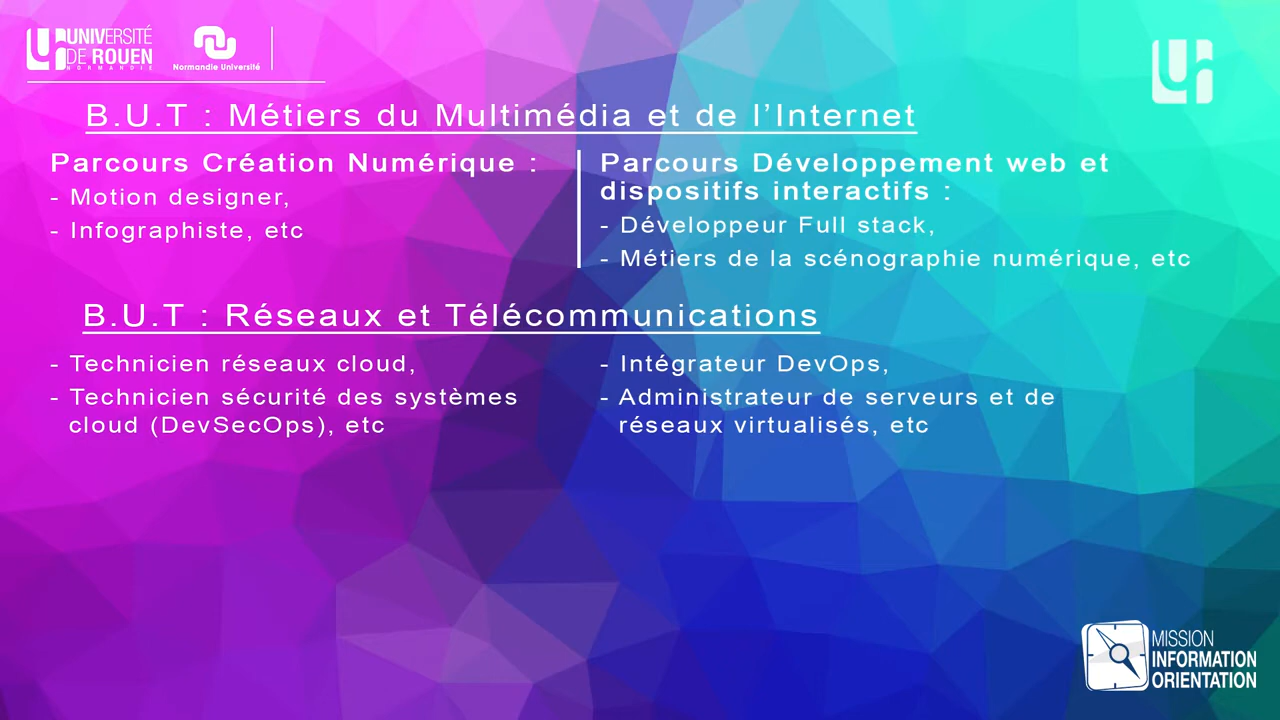 UNIVERSITÉ
DE ROUEN
NORMANDIE
Normandie Université
B.U.T : Métiers du Multimédia et de l’Internet
Parcours Création Numérique :
- Motion designer,
- Infographiste, etc
Parcours Développement web et
dispositifs interactifs :
- Développeur Full stack,
- Métiers de la scénographie numérique, etc
B.U.T : Réseaux et Télécommunications
- Technicien réseaux cloud,
- Technicien sécurité des systèmes
cloud (DevSecOps), etc
- Intégrateur DevOps,
- Administrateur de serveurs et de
réseaux virtualisés, etc
MISSION
INFORMATION
ORIENTATION